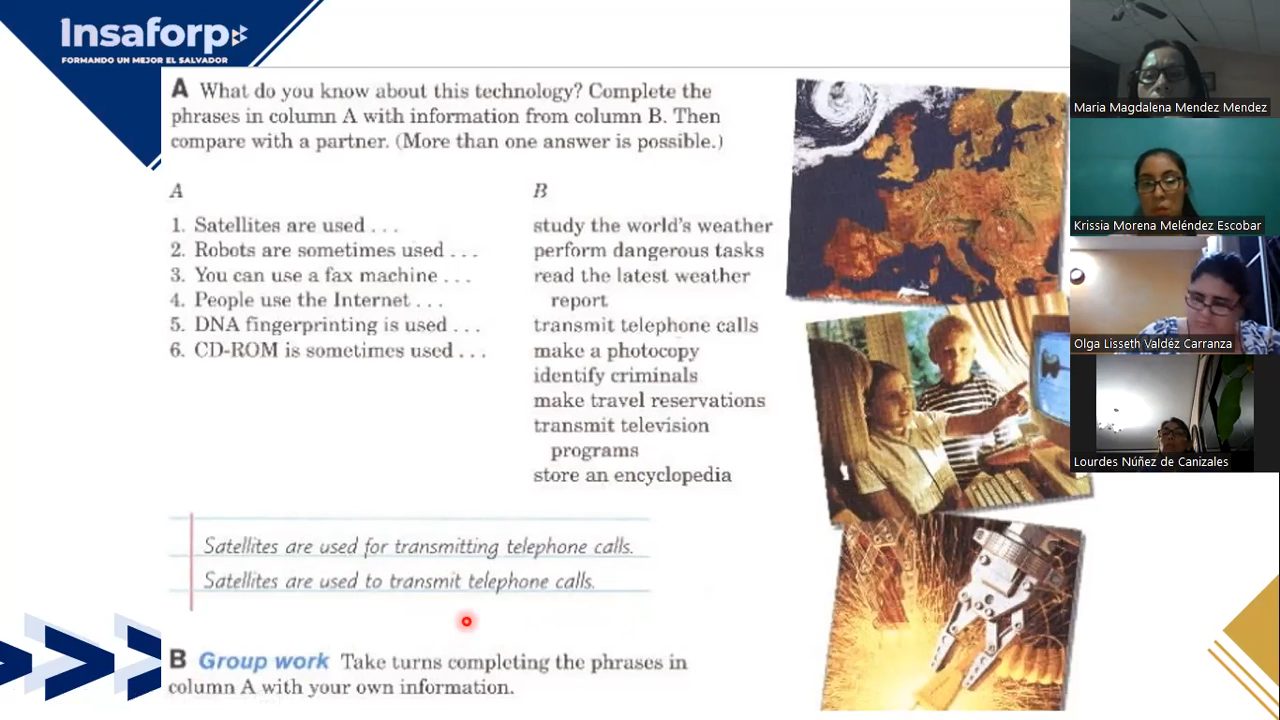 Insaforp
FORMANDO UN MEJOR EL SALVADOR
A What do you know about this technology? Complete the
phrases in column A with information from column B. Then
compare with a partner. (More than one answer is possible.)
A
1. Satellites are used . . .
2. Robots are sometimes used . . .
3. You can use a fax machine . . .
4. People use the Internet . . .
5. DNA fingerprinting is used . . .
6. CD-ROM is sometimes used . . .
B
study the world's weather
perform dangerous tasks
read the latest weather
report
transmit telephone calls
make a photocopy
identify criminals
make travel reservations
transmit television
programs
store an encyclopedia
Satellites are used for transmitting telephone calls.
Satellites are used to transmit telephone calls.
B Group work Take turns completing the phrases in
column A with your own information.
Maria Magdalena Mendez Mendez
Krissia Morena Meléndez Escobar
Olga Lisseth Valdéz Carranza
Lourdes Núñez de Canizales